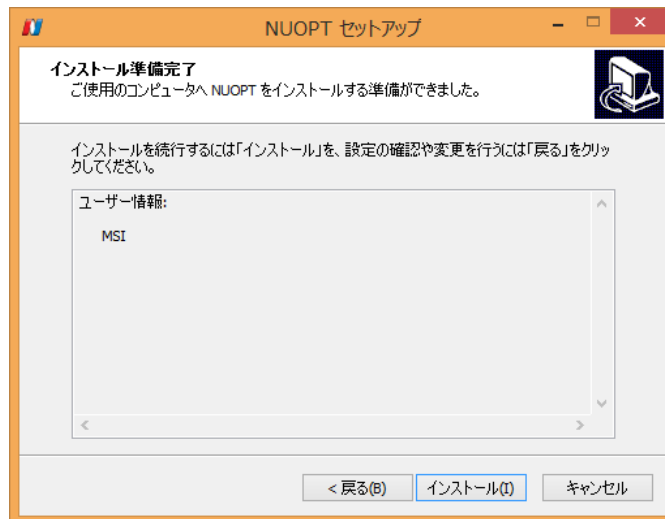 NUOPT セットアップ
インストール準備完了
ご使用のコンピュータへ NUOPT をインストールする準備ができました。
インストールを続行するには「インストール」を、設定の確認や変更を行うには「戻る」をクリッ
クしてください。
ユーザー情報:
MSI
< 戻る(B)
インストール(I)
キャンセル